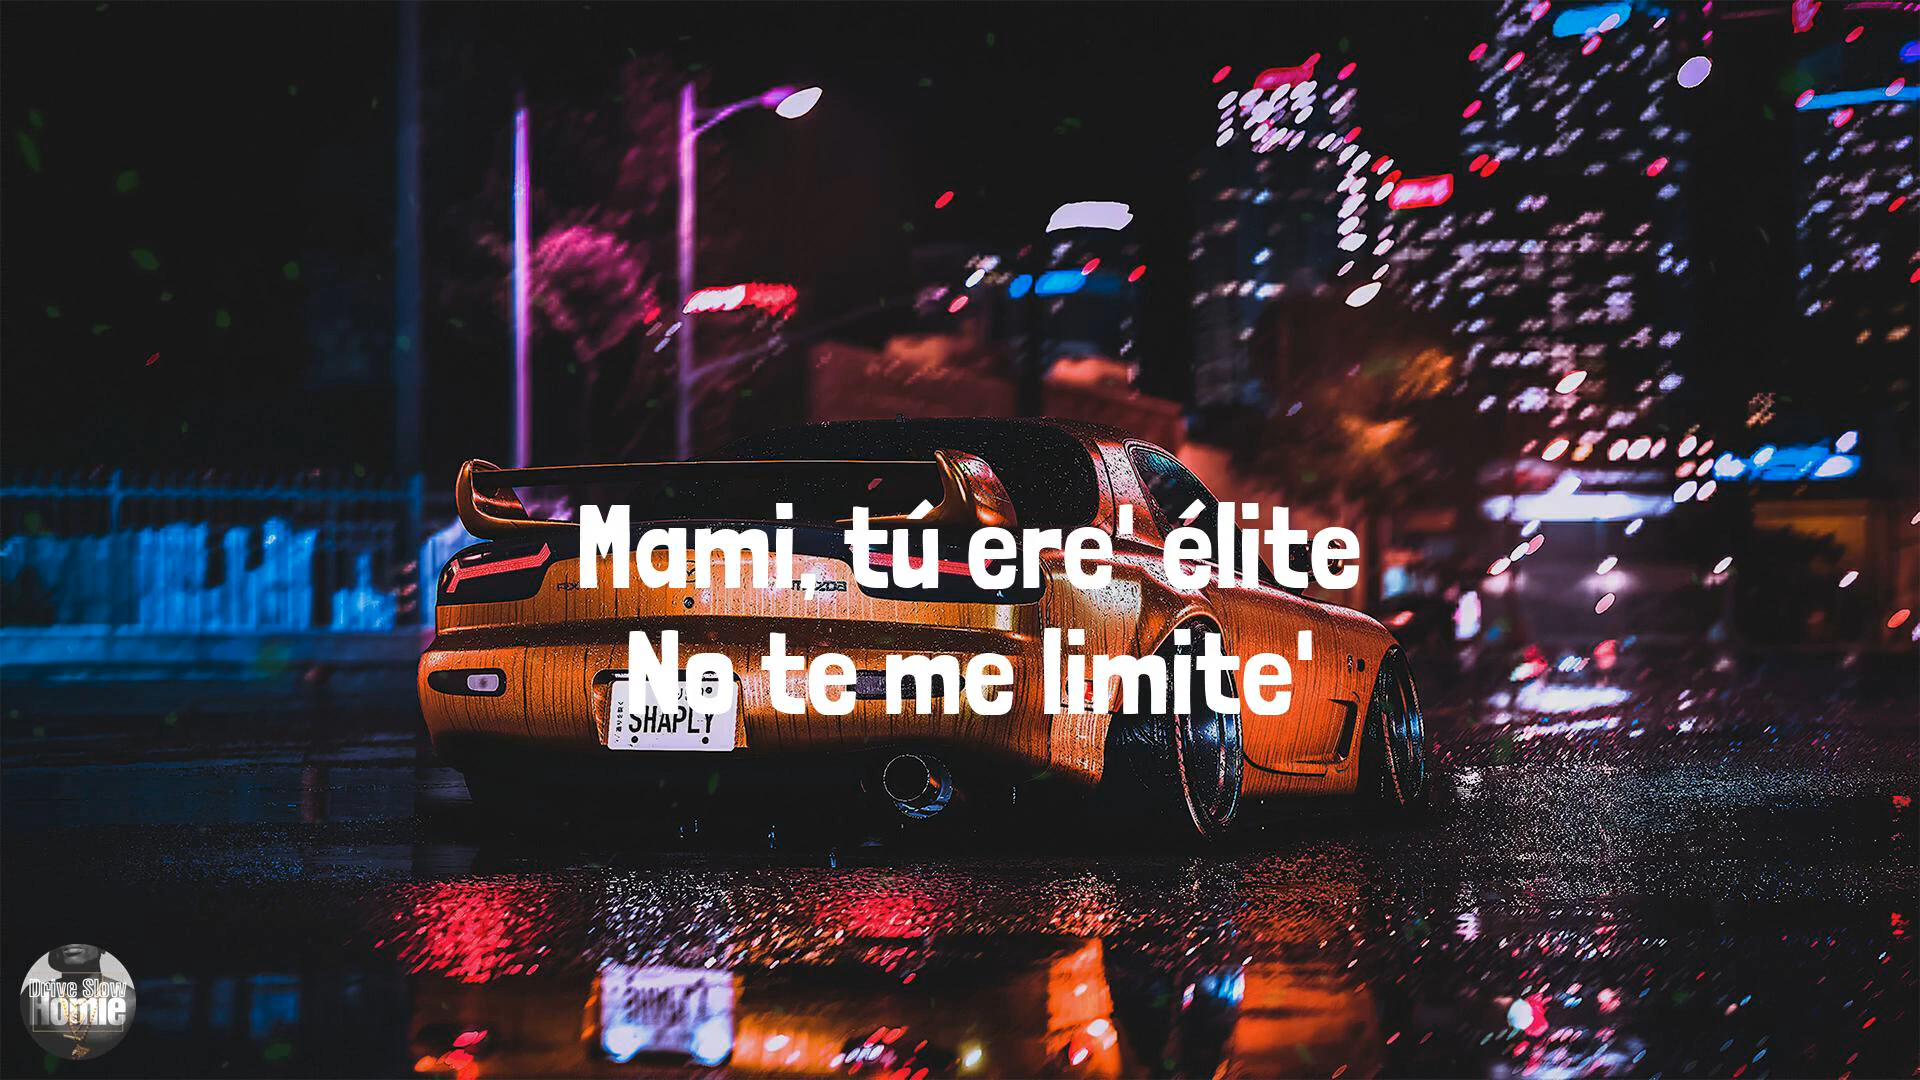 Mami, tú ere' élite
No te me limite'
SHAPLY
Drive Slow
Homie